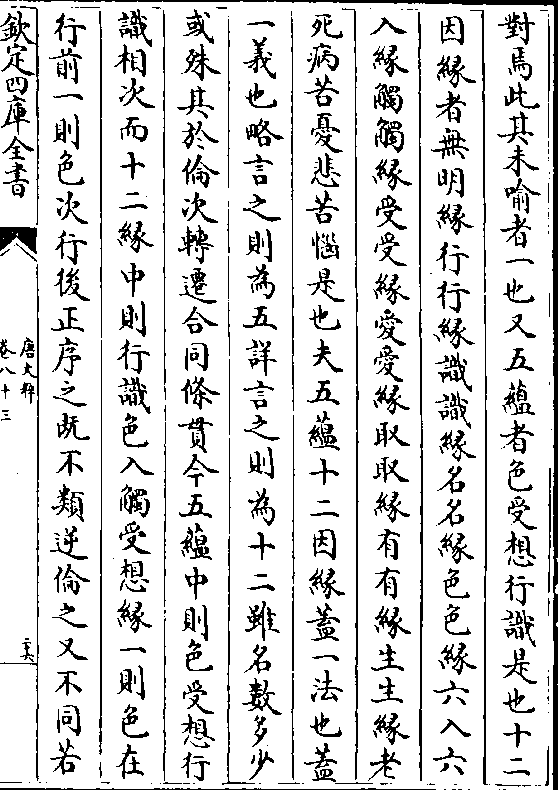 對焉此其未喻者一也又五蘊者色受想行識是也十二
因緣者無明緣行行緣識識緣名名緣色色緣六入六
入緣觸觸緣受受緣愛愛緣取取緣有有緣生生緣老
死病苦憂悲苦惱是也夫五蘊十二因緣蓋一法也蓋
一義也略言之則為五詳言之則為十二雖名數多少
或殊其於倫次轉遷合同條貫今五蘊中則色受想行
識相次而十二緣中則行識色入觸受想緣一則色在
行前一則色次行後正序之既不類逆倫之又不同若
欽定四庫全書
唐文粹
卷八十三